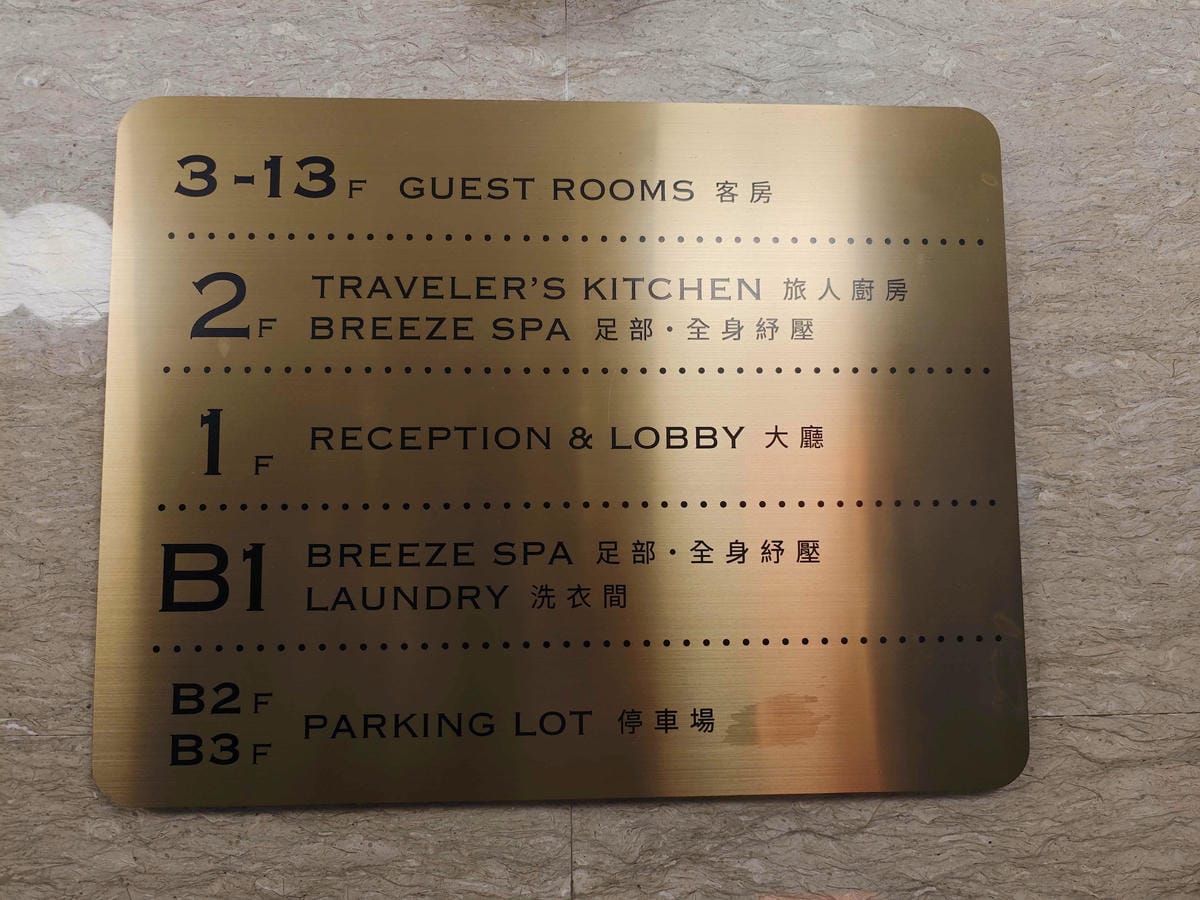 3-13F GUEST ROOMS 客房
2F TRAVELER'S KITCHEN 旅人廚房
BREEZE SPA 足部・全身紓壓
1F RECEPTION & LOBBY 大廳
B1 BREEZE SPA 足部・全身紓壓
LAUNDRY 洗衣間
B2F
B3F
PARKING LOT 停車場